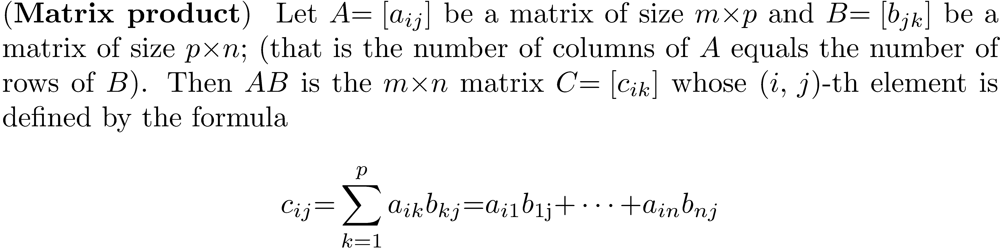 (Matrix product) Let $A = [a_{ij}]$ be a matrix of size $m \times p$ and $B = [b_{jk}]$ be a
matrix of size $p \times n$; (that is the number of columns of $A$ equals the number of
rows of $B$). Then $AB$ is the $m \times n$ matrix $C = [c_{ik}]$ whose $(i, j)$-th element is
defined by the formula
$c_{ij} = \sum_{k=1}^{p} a_{ik} b_{kj} = a_{i1} b_{1\mathrm{j}} + \cdots + a_{in} b_{nj}$